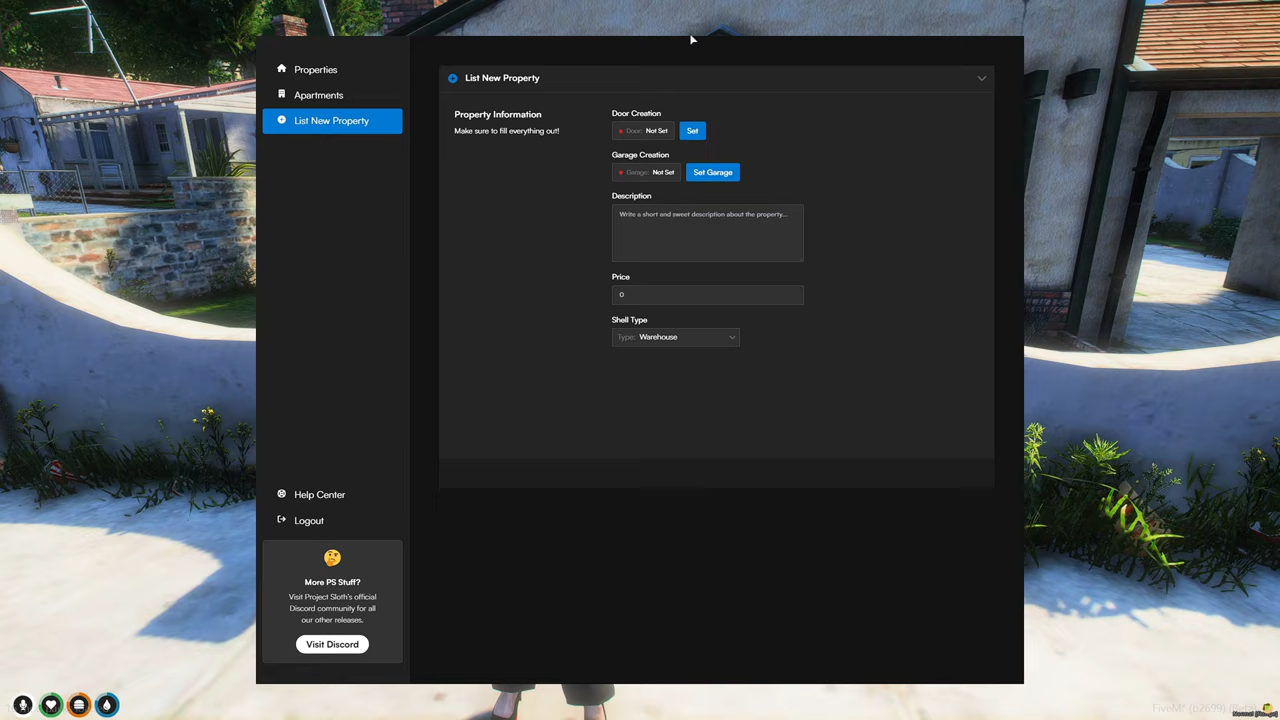 Properties
Apartments
List New Property
List New Property
Property Information
Make sure to fill everything out!
Door Creation
Door: Not Set
Set
Garage Creation
Garage: Not Set
Set Garage
Description
Write a short and sweet description about the property...
Price
0
Shell Type
Type: Warehouse
Help Center
Logout
More PS Stuff?
Visit Project Sloth's official
Discord community for all
our other releases.
Visit Discord